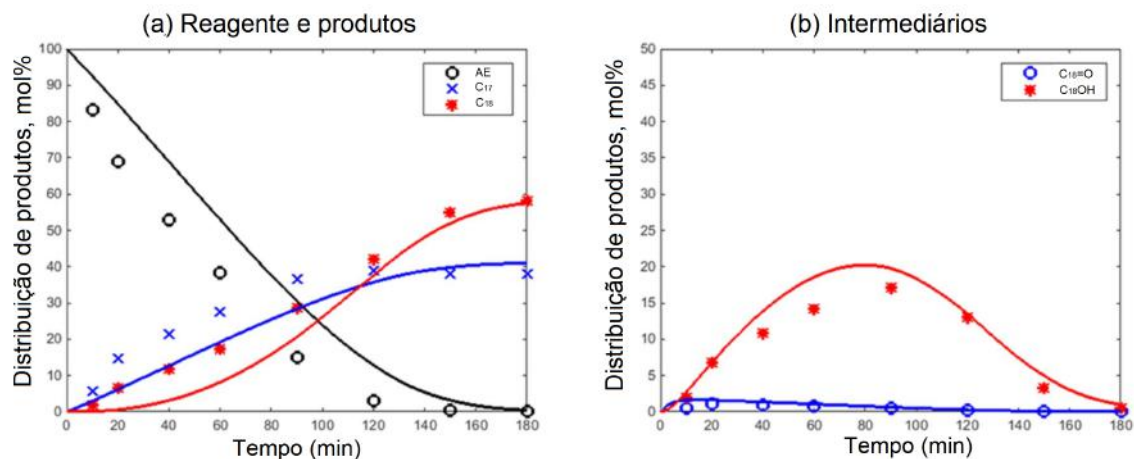 (a) Reagente e produtos
Distribuição de produtos, mol%
100
90
80
70
60
50
40
30
20
10
0
AE
C₁₇
C₁₈
0 20 40 60 80 100 120 140 160 180
Tempo (min)
(b) Intermediários
Distribuição de produtos, mol%
50
45
40
35
30
25
20
15
10
5
0
C₁₈=O
C₁₈OH
0 20 40 60 80 100 120 140 160 180
Tempo (min)